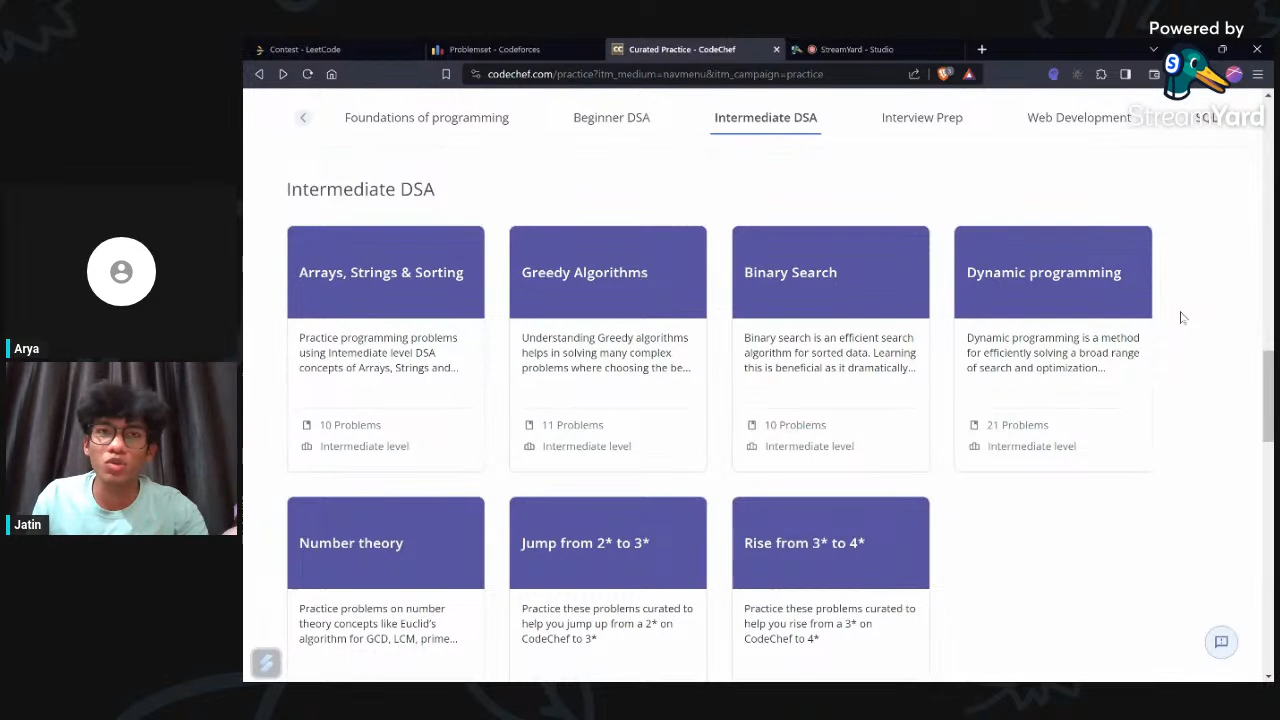 Powered by
StreamYard
Contest - LeetCode
Problemset - Codeforces
CC
Curated Practice - CodeChef
StreamYard - Studio
codechef.com/practice?itm_medium=navmenu&itm_campaign=practice
Foundations of programming
Beginner DSA
Intermediate DSA
Interview Prep
Web Development
Intermediate DSA
Arrays, Strings & Sorting
Practice programming problems
using Intemediate level DSA
concepts of Arrays, Strings and...
10 Problems
Intermediate level
Greedy Algorithms
Understanding Greedy algorithms
helps in solving many complex
problems where choosing the be...
11 Problems
Intermediate level
Binary Search
Binary search is an efficient search
algorithm for sorted data. Learning
this is beneficial as it dramatically...
10 Problems
Intermediate level
Dynamic programming
Dynamic programming is a method
for efficiently solving a broad range
of search and optimization...
21 Problems
Intermediate level
Number theory
Practice problems on number
theory concepts like Euclid's
algorithm for GCD, LCM, prime...
Jump from 2* to 3*
Practice these problems curated to
help you jump up from a 2* on
CodeChef to 3*
Rise from 3* to 4*
Practice these problems curated to
help you rise from a 3* on
CodeChef to 4*
Arya
Jatin